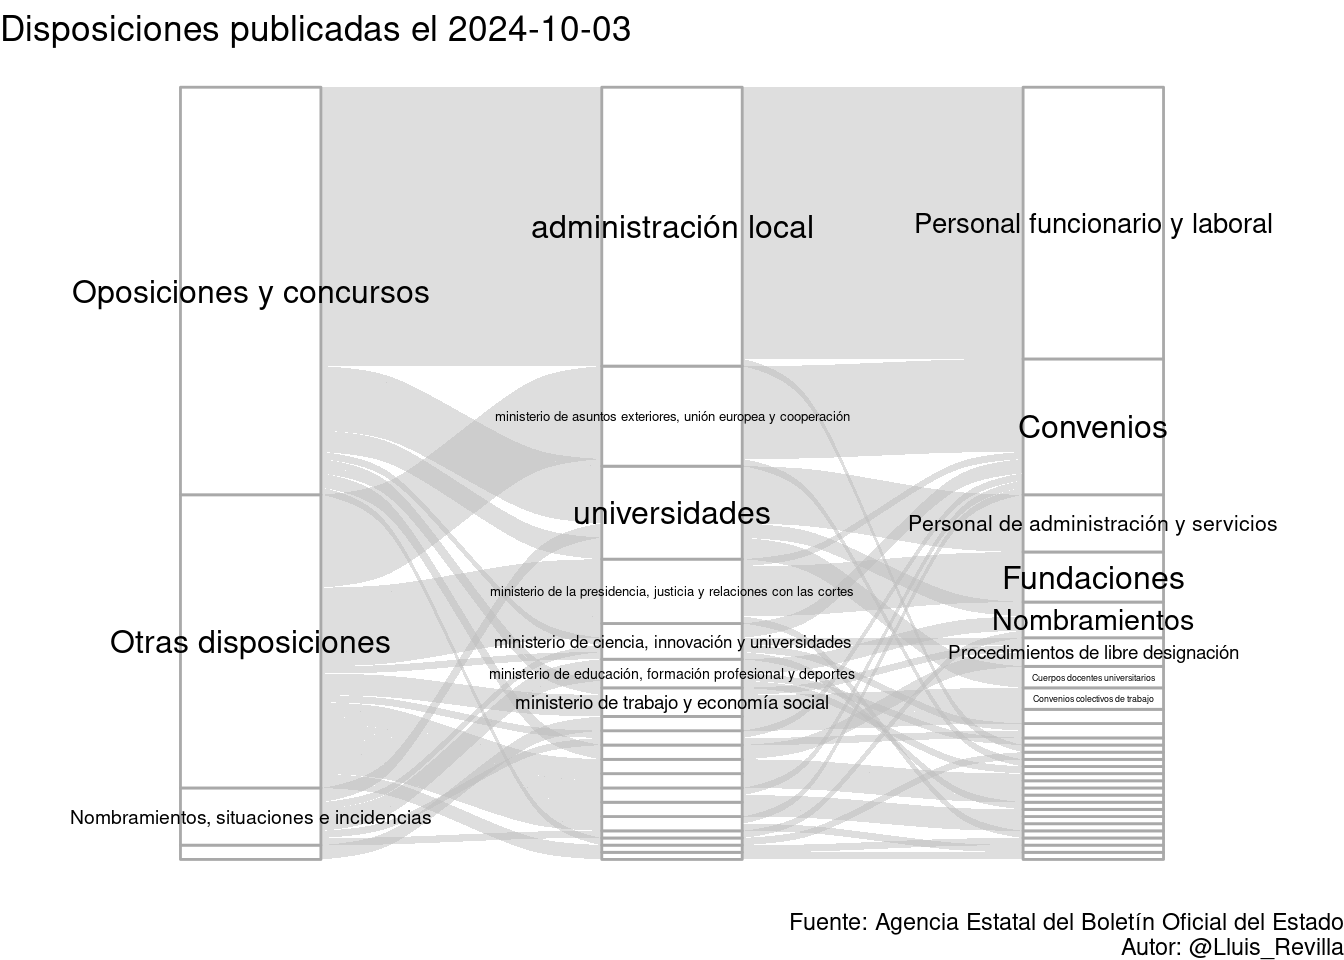 Disposiciones publicadas el 2024-10-03
Oposiciones y concursos
Otras disposiciones
Nombramientos, situaciones e incidencias
administración local
ministerio de asuntos exteriores, unión europea y cooperación
universidades
ministerio de la presidencia, justicia y relaciones con las cortes
ministerio de ciencia, innovación y universidades
ministerio de educación, formación profesional y deportes
ministerio de trabajo y economía social
Personal funcionario y laboral
Convenios
Personal de administración y servicios
Fundaciones
Nombramientos
Procedimientos de libre designación
Cuerpos docentes universitarios
Convenios colectivos de trabajo
Fuente: Agencia Estatal del Boletín Oficial del Estado
Autor: @Lluis_Revilla